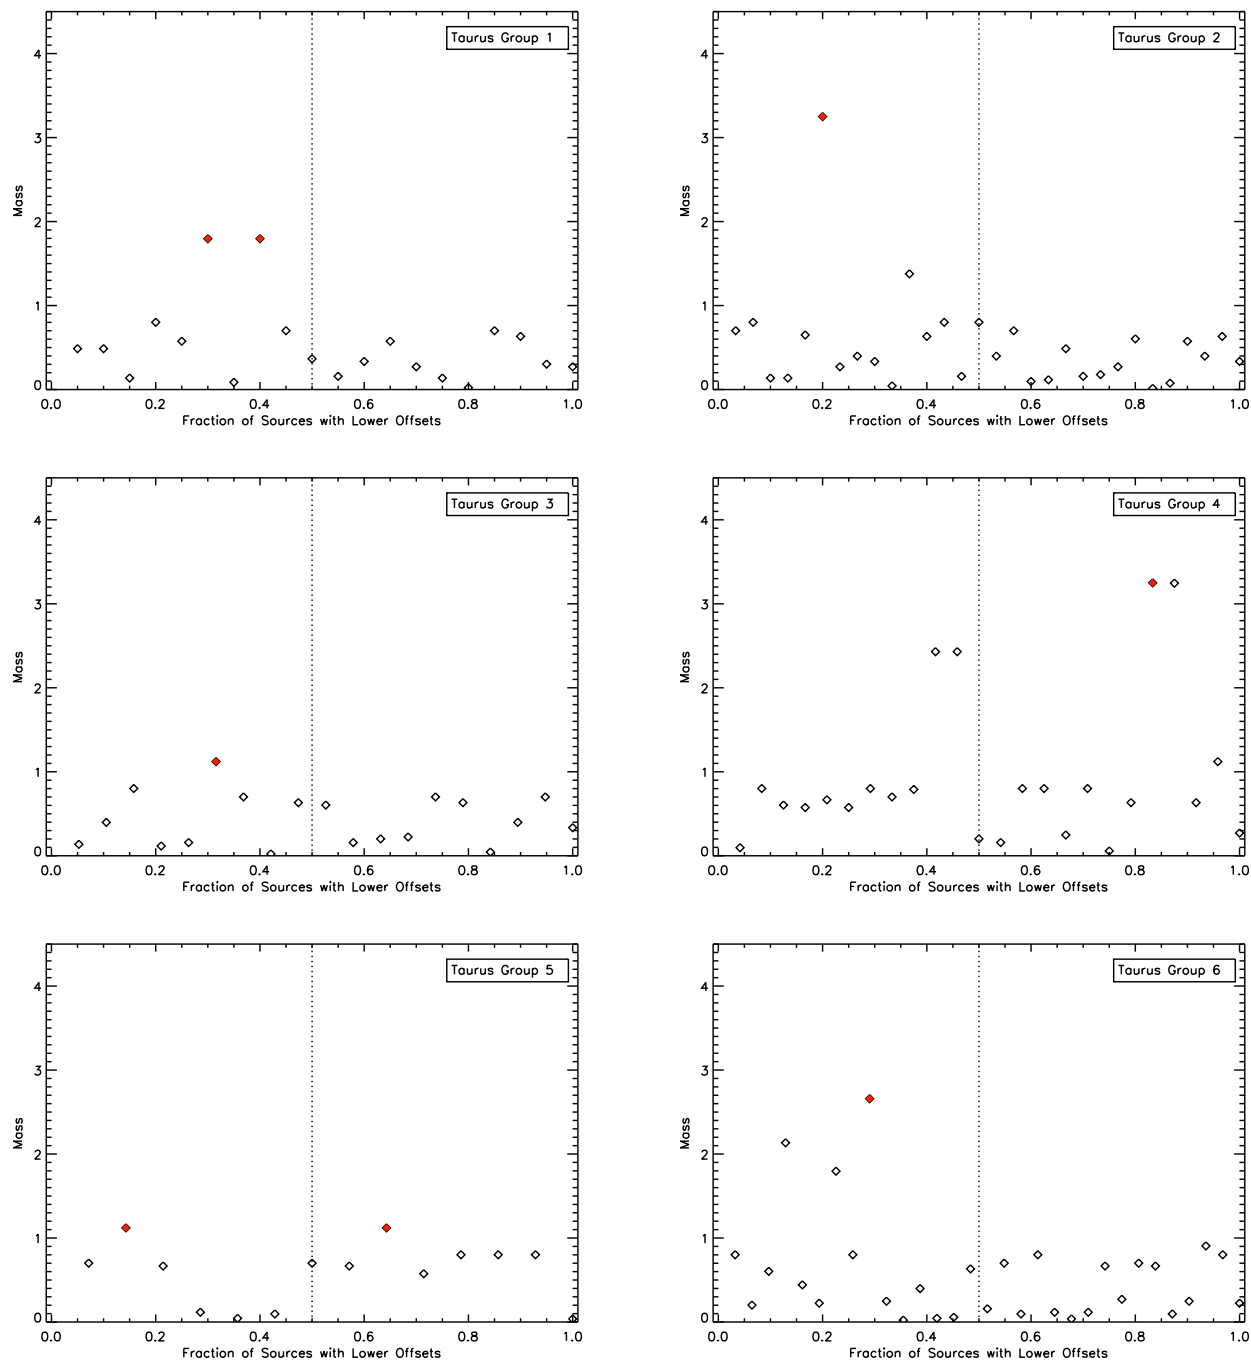 Taurus Group 1
Mass
4
3
2
1
0
0.0 0.2 0.4 0.6 0.8 1.0
Fraction of Sources with Lower Offsets
Taurus Group 2
Mass
4
3
2
1
0
0.0 0.2 0.4 0.6 0.8 1.0
Fraction of Sources with Lower Offsets
Taurus Group 3
Mass
4
3
2
1
0
0.0 0.2 0.4 0.6 0.8 1.0
Fraction of Sources with Lower Offsets
Taurus Group 4
Mass
4
3
2
1
0
0.0 0.2 0.4 0.6 0.8 1.0
Fraction of Sources with Lower Offsets
Taurus Group 5
Mass
4
3
2
1
0
0.0 0.2 0.4 0.6 0.8 1.0
Fraction of Sources with Lower Offsets
Taurus Group 6
Mass
4
3
2
1
0
0.0 0.2 0.4 0.6 0.8 1.0
Fraction of Sources with Lower Offsets